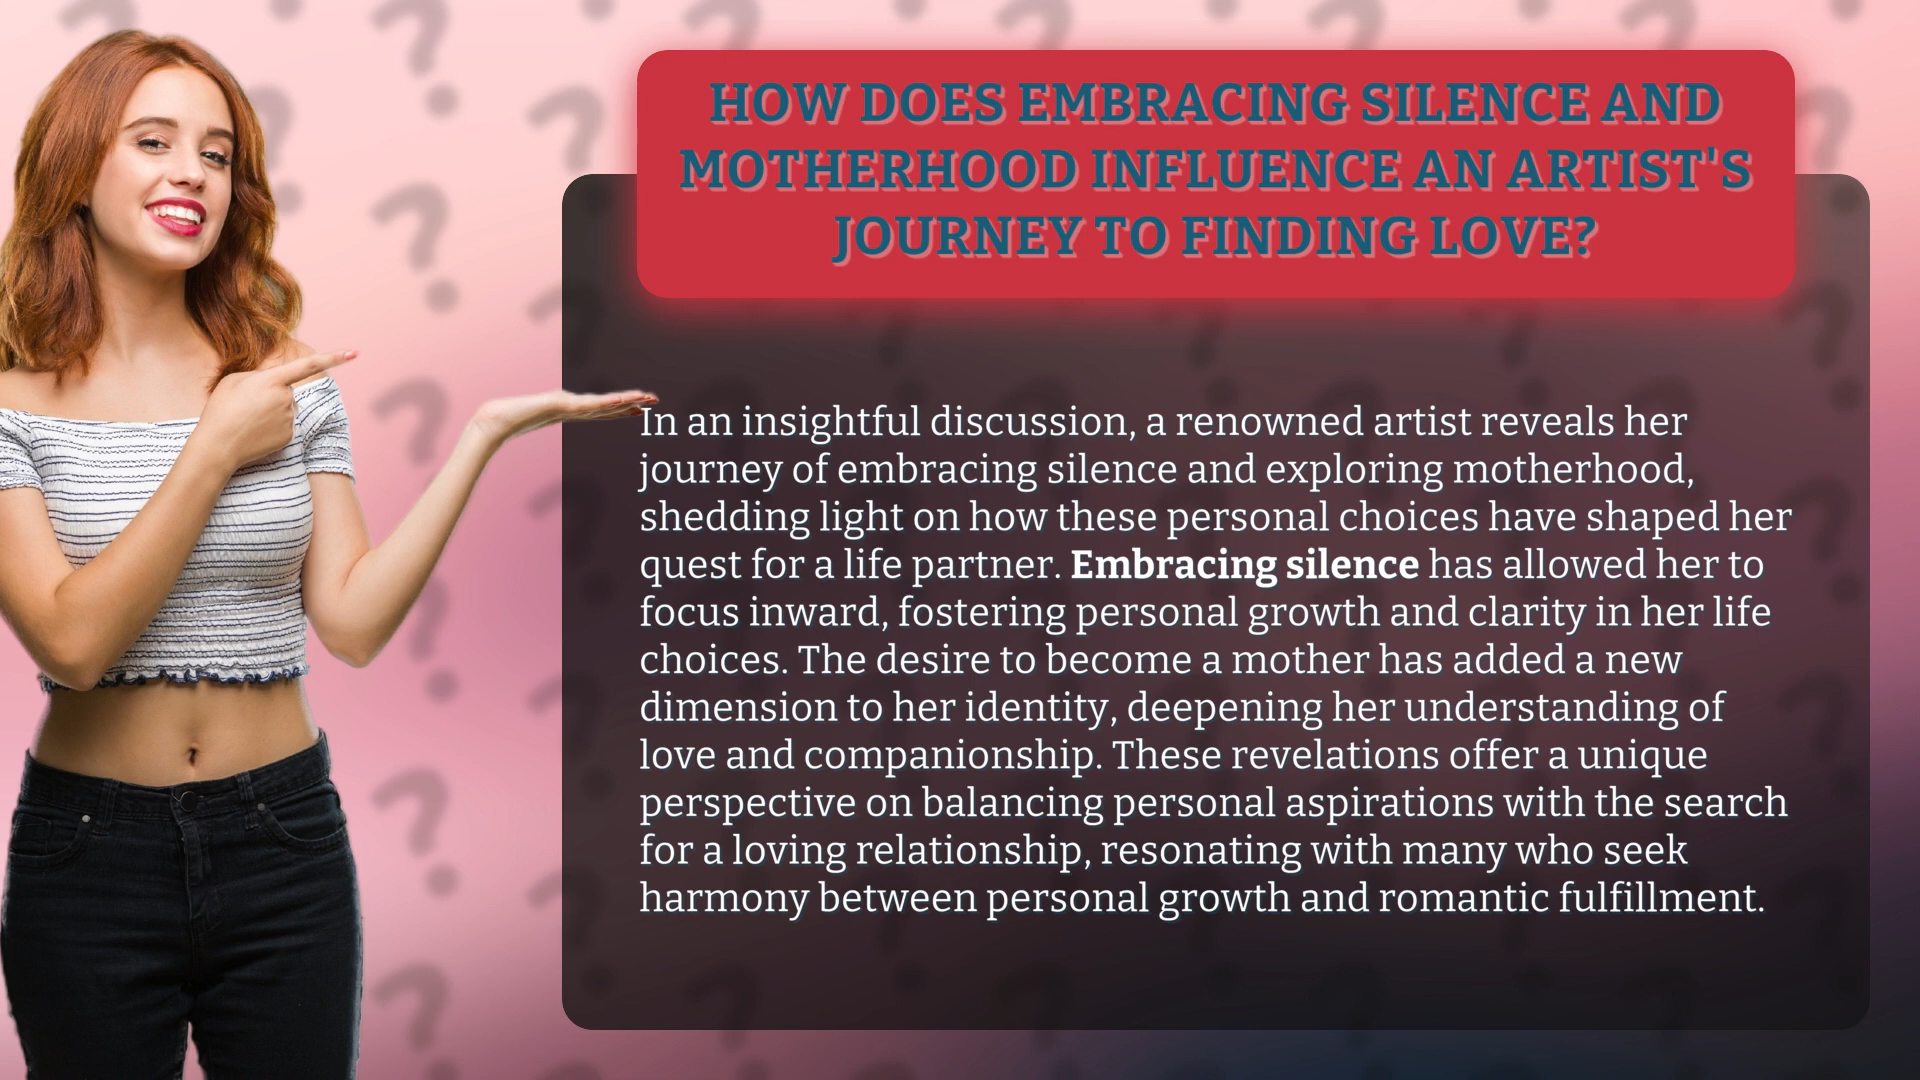 HOW DOES EMBRACING SILENCE AND
MOTHERHOOD INFLUENCE AN ARTIST'S
JOURNEY TO FINDING LOVE?
In an insightful discussion, a renowned artist reveals her
journey of embracing silence and exploring motherhood,
shedding light on how these personal choices have shaped her
quest for a life partner. Embracing silence has allowed her to
focus inward, fostering personal growth and clarity in her life
choices. The desire to become a mother has added a new
dimension to her identity, deepening her understanding of
love and companionship. These revelations offer a unique
perspective on balancing personal aspirations with the search
for a loving relationship, resonating with many who seek
harmony between personal growth and romantic fulfillment.